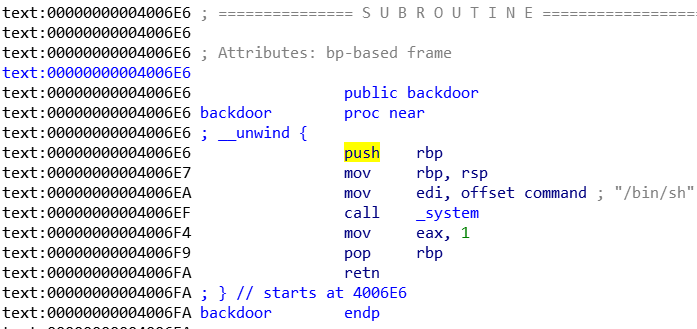 text:00000000004006E6 ; =============== S U B R O U T I N E ===================
text:00000000004006E6
text:00000000004006E6 ; Attributes: bp-based frame
text:00000000004006E6
text:00000000004006E6 public backdoor
text:00000000004006E6 backdoor proc near
text:00000000004006E6 ; __unwind {
text:00000000004006E6 push rbp
text:00000000004006E7 mov rbp, rsp
text:00000000004006EA mov edi, offset command ; "/bin/sh"
text:00000000004006EF call _system
text:00000000004006F4 mov eax, 1
text:00000000004006F9 pop rbp
text:00000000004006FA retn
text:00000000004006FA ; } // starts at 4006E6
text:00000000004006FA backdoor endp